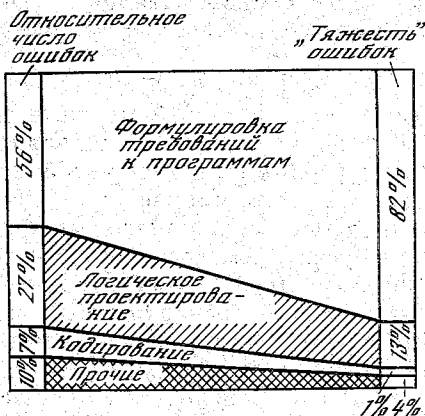 Относительное
число
ошибок
„Тяжесть”
ошибок
56%
Формулировка
требований
к программам
82%
27%
Логическое
проектирова-
ние
13%
7%
Кодирование
10%
Прочие
1%
4%